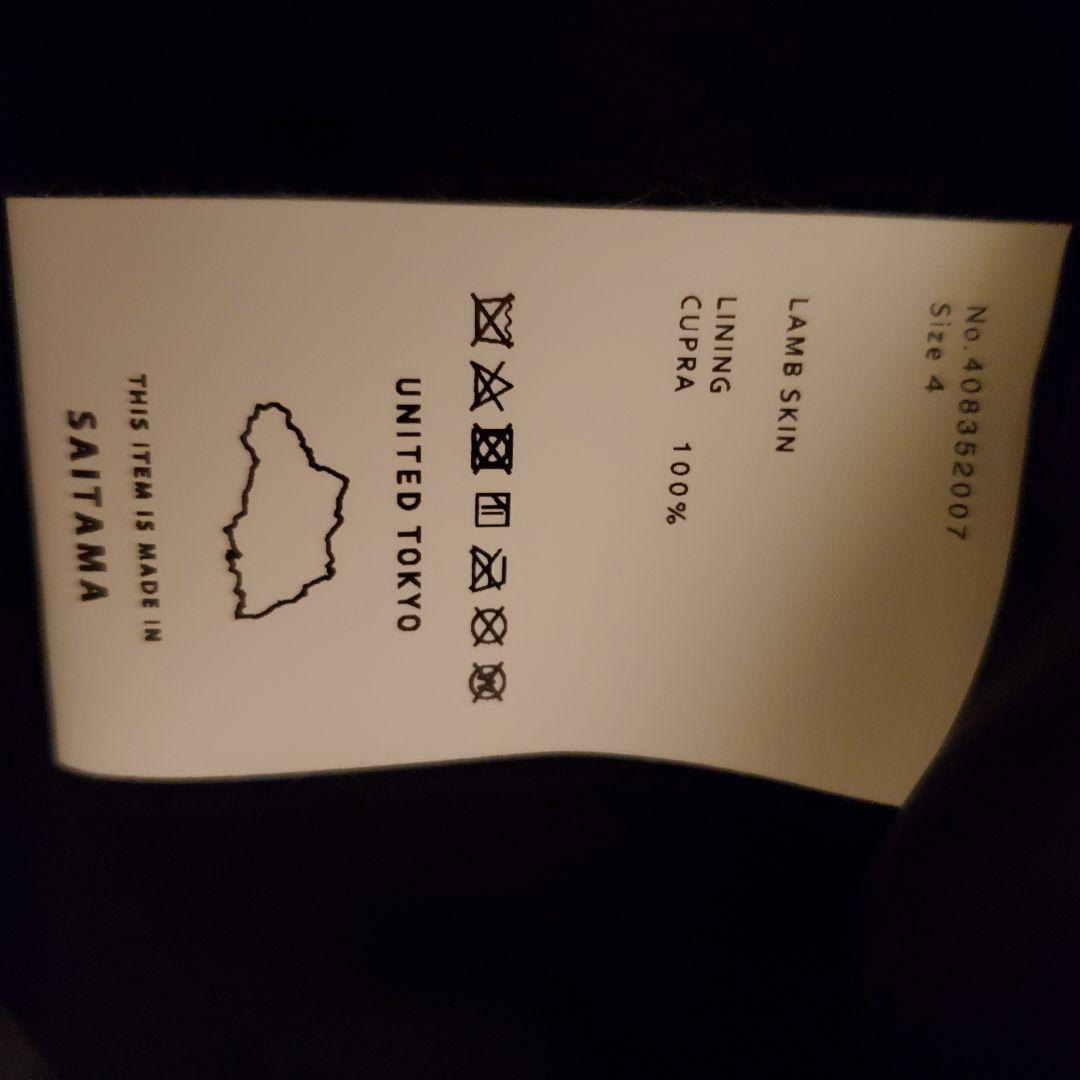 No.408352007
Size 4
LAMB SKIN
LINING
CUPRA 100%
UNITED TOKYO
THIS ITEM IS MADE IN
SAITAMA